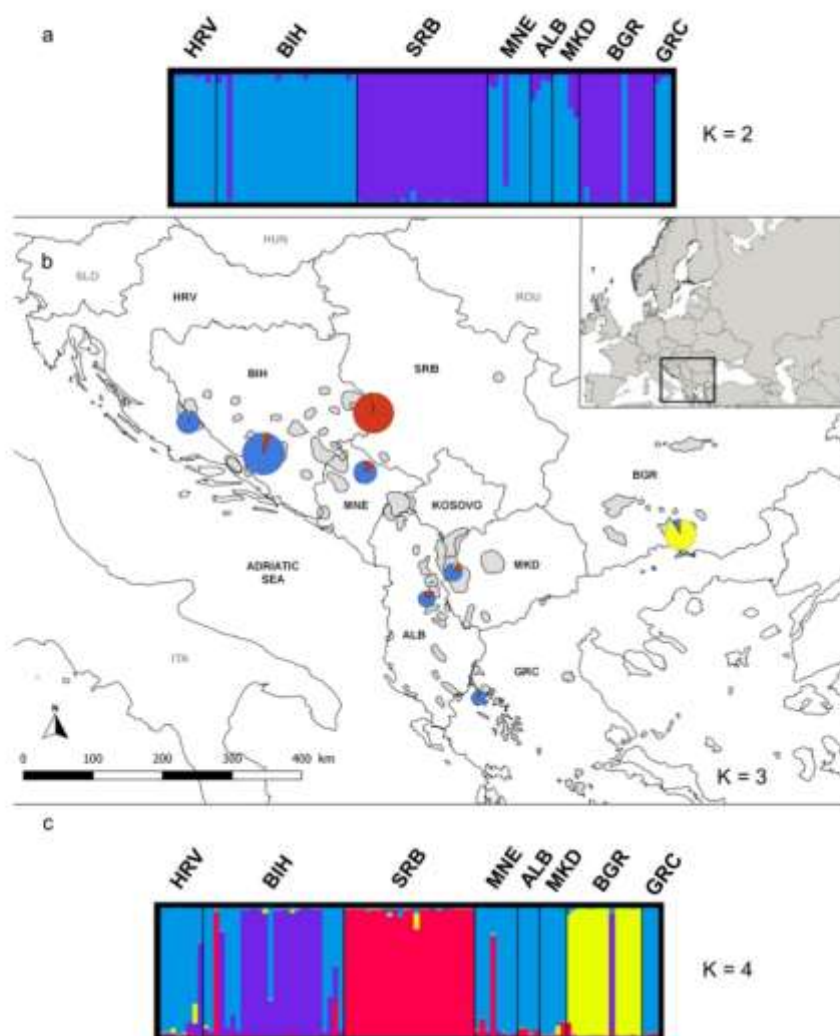 a
HRV BIH SRB MNE ALB MKD BGR GRC
K = 2
b
HUN
SLO
HRV
ROU
BIH
SRB
BGR
MNE
KOSOVO
ADRIATIC
SEA
MKD
ALB
ITA
GRC
N
0 100 200 300 400 km
K = 3
c
HRV BIH SRB MNE ALB MKD BGR GRC
K = 4